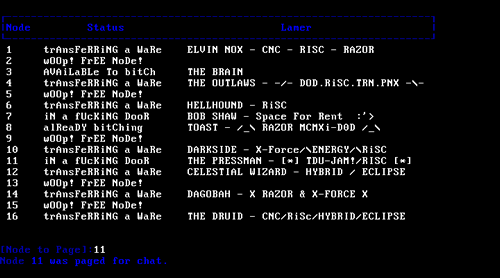 Node Status Lamer
1 trAnsFeRRiNG a WaRe ELVIN NOX - CNC - RISC - RAZOR
2 wOOp! FrEE NoDe!
3 AVAiLaBLe To bitCh THE BRAIN
4 trAnsFeRRiNG a WaRe THE OUTLAWS - -/- DOD.RiSC.TRN.PNX -\-
5 wOOp! FrEE NoDe!
6 trAnsFeRRiNG a WaRe HELLHOUND - RiSC
7 iN a fUcKiNG DooR BOB SHAW - Space For Rent :'>
8 alReaDY bitChing TOAST - /_\ RAZOR MCMXi-D0D /_\
9 wOOp! FrEE NoDe!
10 trAnsFeRRiNG a WaRe DARKSIDE - X-Force/\ENERGY/\RiSC
11 iN a fUcKiNG DooR THE PRESSMAN - [*] TDU-JAM!/RISC [*]
12 trAnsFeRRiNG a WaRe CELESTIAL WIZARD - HYBRID / ECLIPSE
13 wOOp! FrEE NoDe!
14 trAnsFeRRiNG a WaRe DAGOBAH - X RAZOR & X-FORCE X
15 wOOp! FrEE NoDe!
16 trAnsFeRRiNG a WaRe THE DRUID - CNC/RiSc/HYBRID/ECLIPSE
[Node to Page]:11
Node 11 was paged for chat.